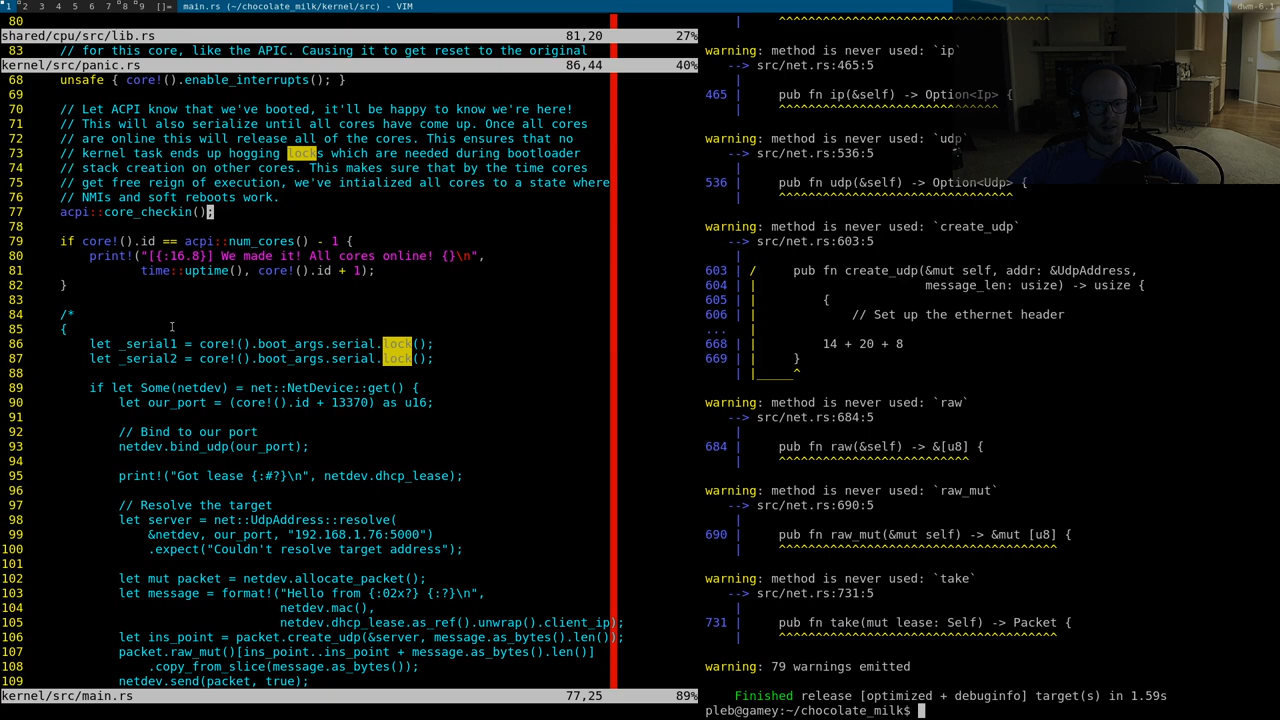 1 2 3 4 5 6 7 8 9 []= main.rs (~/chocolate_milk/kernel/src) - VIM dwm-6.1
80
shared/cpu/src/lib.rs 81,20 27%
83 // for this core, like the APIC. Causing it to get reset to the original
kernel/src/panic.rs 86,44 40%
68 unsafe { core!().enable_interrupts(); }
69
70 // Let ACPI know that we've booted, it'll be happy to know we're here!
71 // This will also serialize until all cores have come up. Once all cores
72 // are online this will release all of the cores. This ensures that no
73 // kernel task ends up hogging locks which are needed during bootloader
74 // stack creation on other cores. This makes sure that by the time cores
75 // get free reign of execution, we've intialized all cores to a state where
76 // NMIs and soft reboots work.
77 acpi::core_checkin();
78
79 if core!().id == acpi::num_cores() - 1 {
80 print!("[{:16.8}] We made it! All cores online! {}\n",
81 time::uptime(), core!().id + 1);
82 }
83
84 /*
85 {
86 let _serial1 = core!().boot_args.serial.lock();
87 let _serial2 = core!().boot_args.serial.lock();
88
89 if let Some(netdev) = net::NetDevice::get() {
90 let our_port = (core!().id + 13370) as u16;
91
92 // Bind to our port
93 netdev.bind_udp(our_port);
94
95 print!("Got lease {:#?}\n", netdev.dhcp_lease);
96
97 // Resolve the target
98 let server = net::UdpAddress::resolve(
99 &netdev, our_port, "192.168.1.76:5000")
100 .expect("Couldn't resolve target address");
101
102 let mut packet = netdev.allocate_packet();
103 let message = format!("Hello from {:02x?} {:?}\n",
104 netdev.mac(),
105 netdev.dhcp_lease.as_ref().unwrap().client_ip);
106 let ins_point = packet.create_udp(&server, message.as_bytes().len());
107 packet.raw_mut()[ins_point..ins_point + message.as_bytes().len()]
108 .copy_from_slice(message.as_bytes());
109 netdev.send(packet, true);
kernel/src/main.rs 77,25 89%
| ^^^^^^^^^^^^^^^^^^^^^^^^^^^^^^^^^^^^^
warning: method is never used: `ip`
--> src/net.rs:465:5
|
465 | pub fn ip(&self) -> Option<Ip> {
| ^^^^^^^^^^^^^^^^^^^^^^^^^^^^^^
warning: method is never used: `udp`
--> src/net.rs:536:5
|
536 | pub fn udp(&self) -> Option<Udp> {
| ^^^^^^^^^^^^^^^^^^^^^^^^^^^^^^^^
warning: method is never used: `create_udp`
--> src/net.rs:603:5
|
603 | / pub fn create_udp(&mut self, addr: &UdpAddress,
604 | | message_len: usize) -> usize {
605 | | {
606 | | // Set up the ethernet header
... |
668 | | 14 + 20 + 8
669 | | }
| |_____^
warning: method is never used: `raw`
--> src/net.rs:684:5
|
684 | pub fn raw(&self) -> &[u8] {
| ^^^^^^^^^^^^^^^^^^^^^^^^^^
warning: method is never used: `raw_mut`
--> src/net.rs:690:5
|
690 | pub fn raw_mut(&mut self) -> &mut [u8] {
| ^^^^^^^^^^^^^^^^^^^^^^^^^^^^^^^^^^^^^^
warning: method is never used: `take`
--> src/net.rs:731:5
|
731 | pub fn take(mut lease: Self) -> Packet {
| ^^^^^^^^^^^^^^^^^^^^^^^^^^^^^^^^^^^^^^
warning: 79 warnings emitted
Finished release [optimized + debuginfo] target(s) in 1.59s
pleb@gamey:~/chocolate_milk$